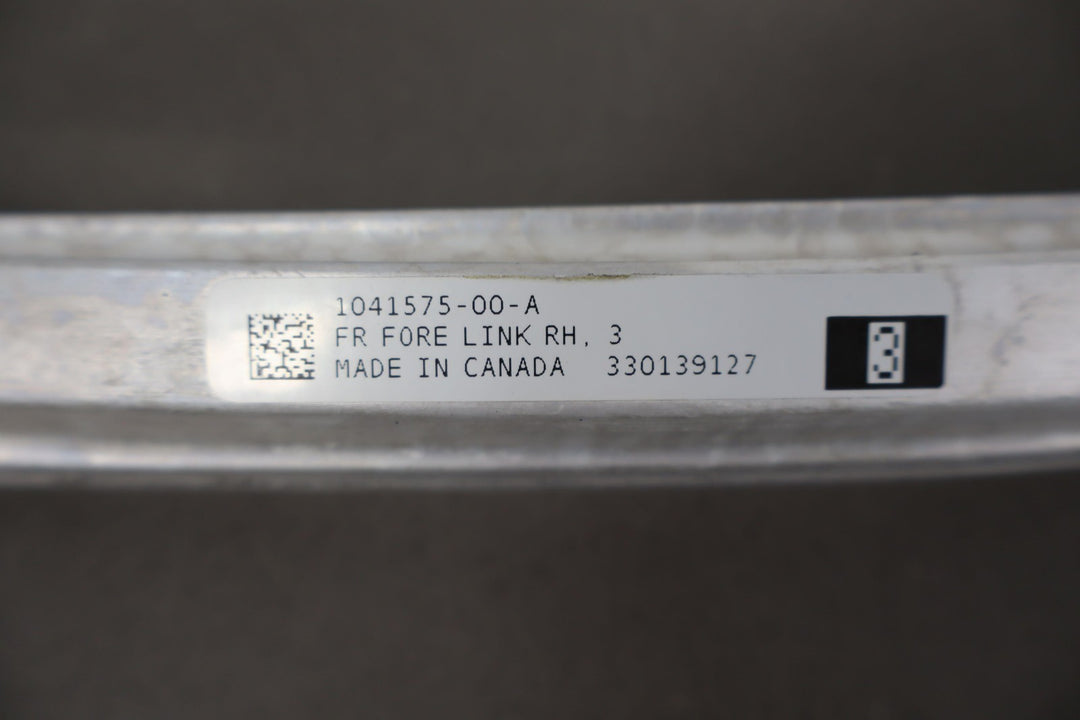 1041575-00-A
FR FORE LINK RH, 3
MADE IN CANADA 330139127
3